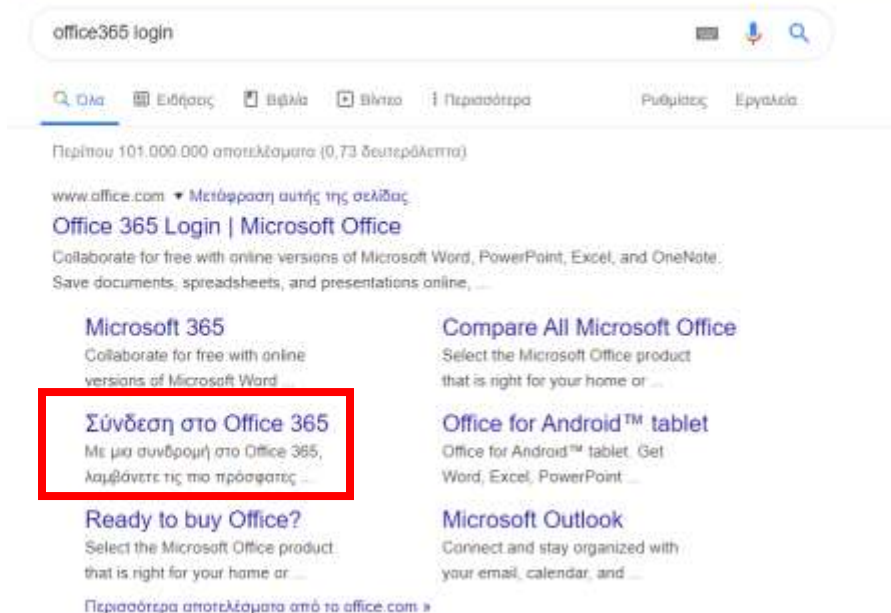 office365 login
Όλα Ειδήσεις Βιβλία Βίντεο Περισσότερα Ρυθμίσεις Εργαλεία
Περίπου 101.000.000 αποτελέσματα (0,73 δευτερόλεπτα)
www.office.com ▼ Μετάφραση αυτής της σελίδας
Office 365 Login | Microsoft Office
Collaborate for free with online versions of Microsoft Word, PowerPoint, Excel, and OneNote.
Save documents, spreadsheets, and presentations online, ...
Microsoft 365
Collaborate for free with online
versions of Microsoft Word ...
Compare All Microsoft Office
Select the Microsoft Office product
that is right for your home or ...
Σύνδεση στο Office 365
Με μια συνδρομή στο Office 365,
λαμβάνετε τις πιο πρόσφατες ...
Office for Android™ tablet
Office for Android™ tablet. Get
Word, Excel, PowerPoint ...
Ready to buy Office?
Select the Microsoft Office product
that is right for your home or ...
Microsoft Outlook
Connect and stay organized with
your email, calendar, and ...
Περισσότερα αποτελέσματα από το office.com »